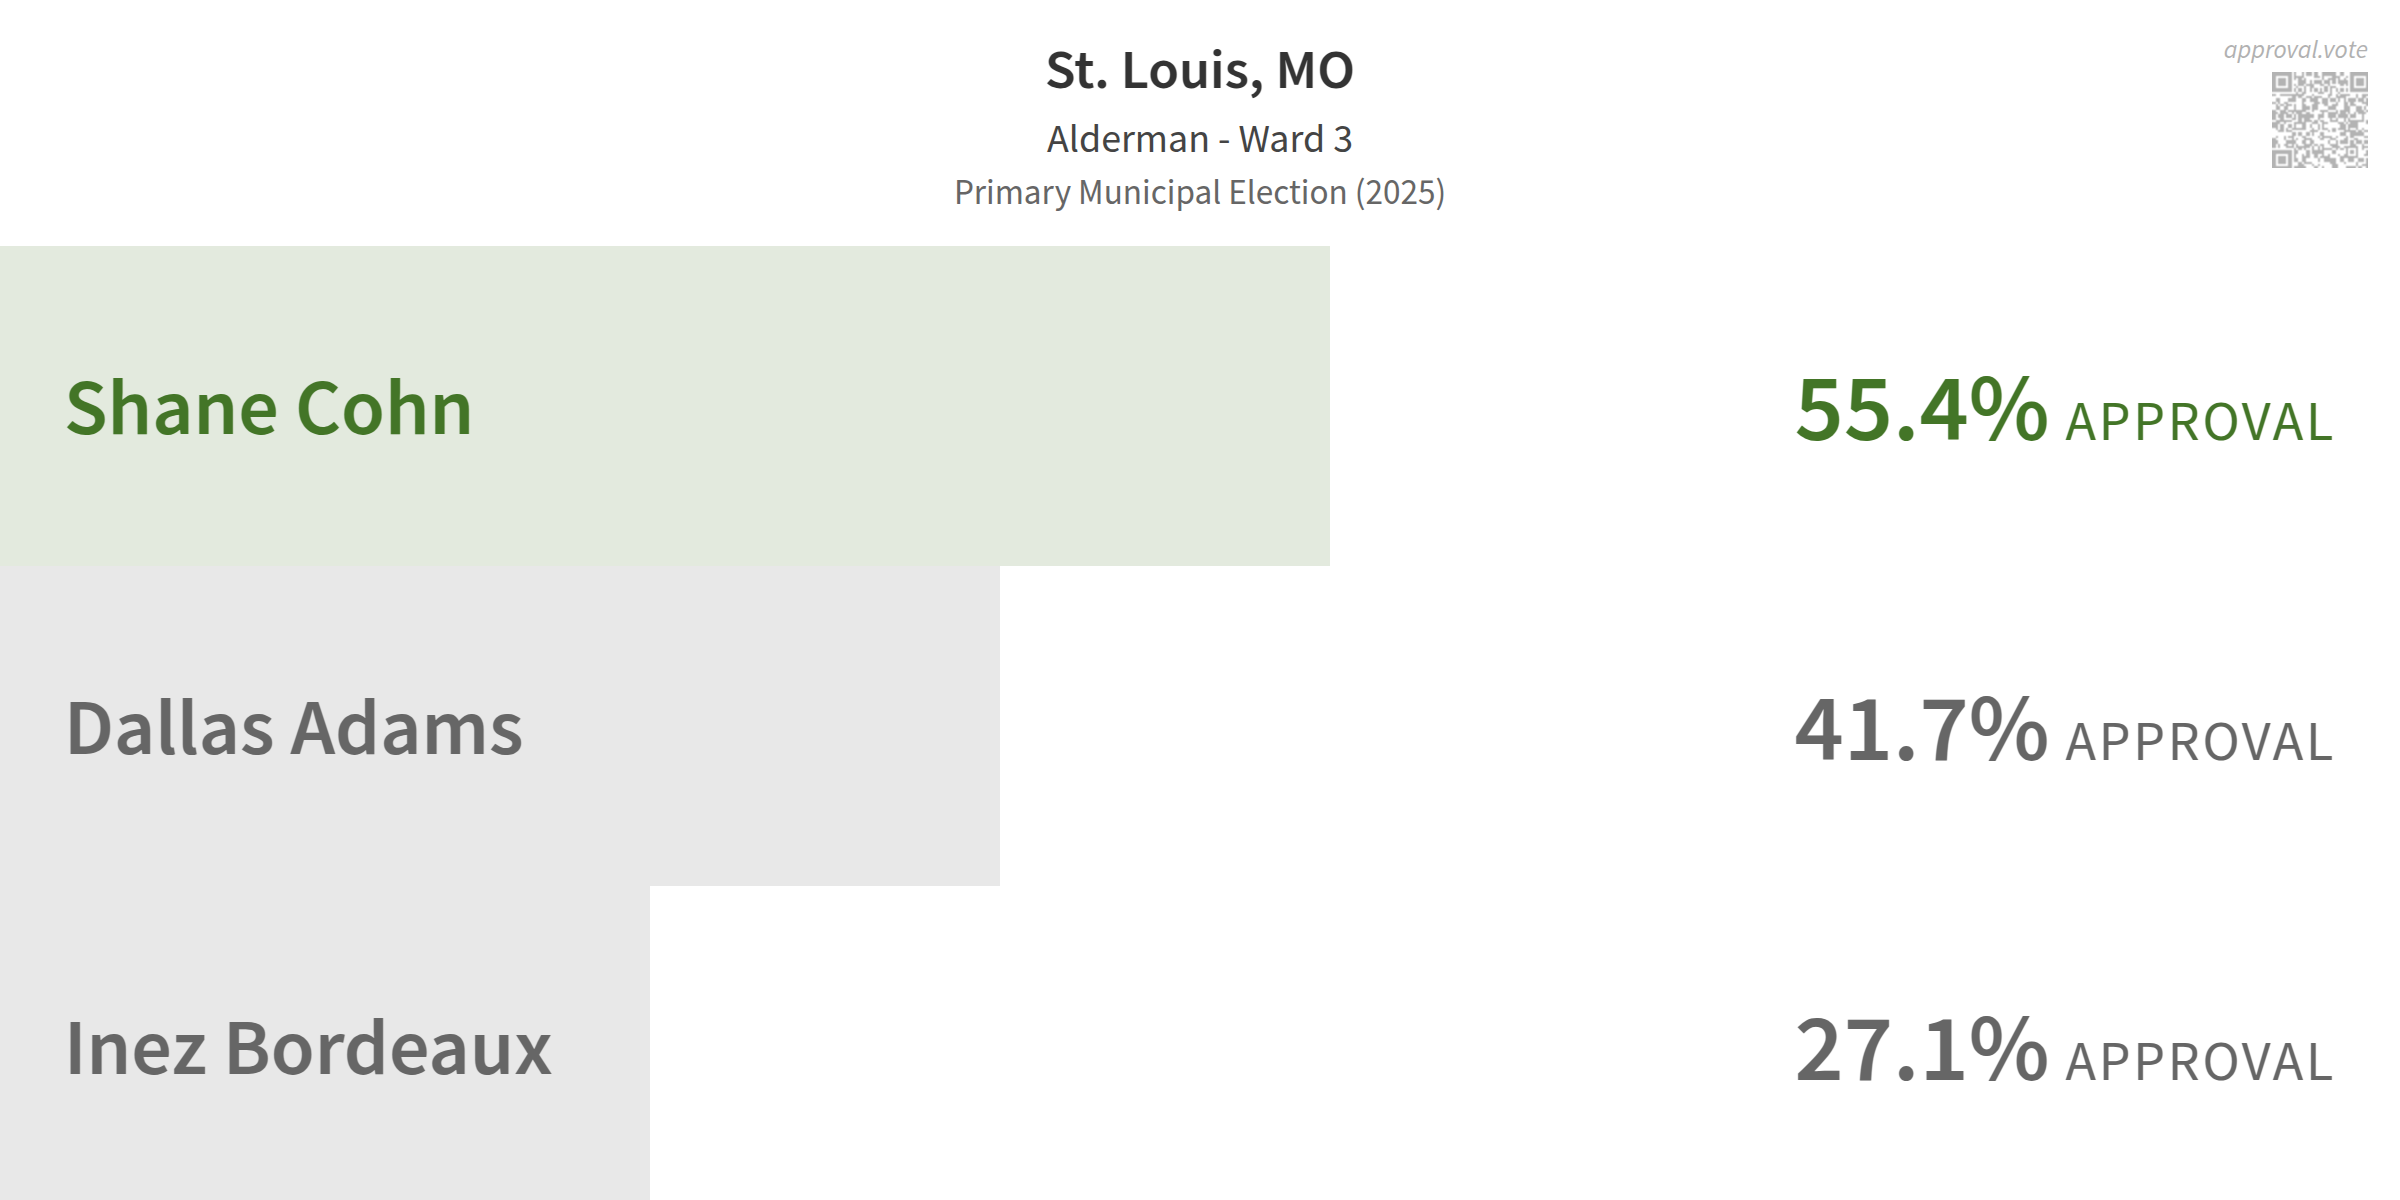 approval.vote
St. Louis, MO
Alderman - Ward 3
Primary Municipal Election (2025)
Shane Cohn 55.4% APPROVAL
Dallas Adams 41.7% APPROVAL
Inez Bordeaux 27.1% APPROVAL